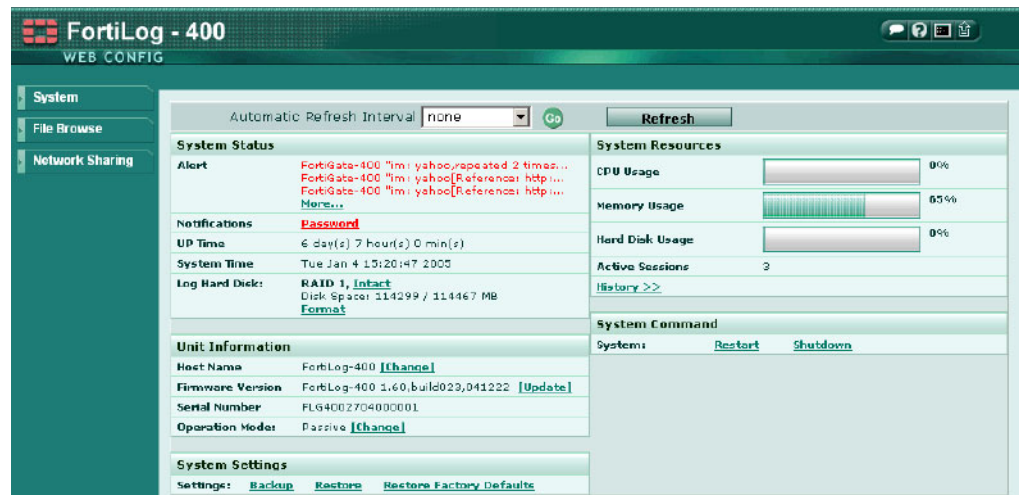 FortiLog - 400
WEB CONFIG
System
File Browse
Network Sharing
Automatic Refresh Interval none Go Refresh
System Status
Alert
FortiGate-400 "im: yahoo,repeated 2 times...
FortiGate-400 "im: yahoo[Reference: http:...
FortiGate-400 "im: yahoo[Reference: http:...
More...
Notifications Password
UP Time 6 day(s) 7 hour(s) 0 min(s)
System Time Tue Jan 4 15:20:47 2005
Log Hard Disk: RAID 1, Intact
Disk Space: 114299 / 114467 MB
Format
Unit Information
Host Name FortiLog-400 [Change]
Firmware Version FortiLog-400 1.60,build023,041222 [Update]
Serial Number FLG4002704000001
Operation Mode: Passive [Change]
System Settings
Settings: Backup Restore Restore Factory Defaults
System Resources
CPU Usage 0%
Memory Usage 65%
Hard Disk Usage 0%
Active Sessions 3
History >>
System Command
System: Restart Shutdown